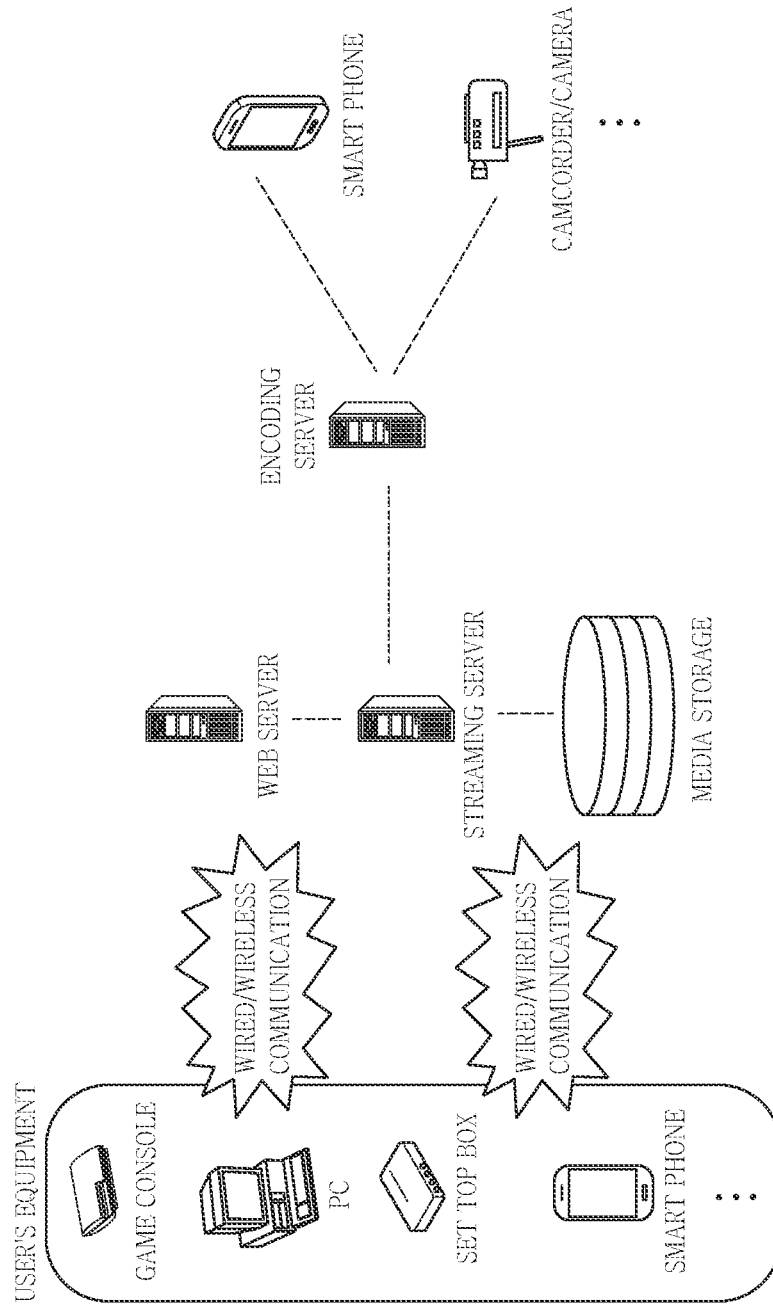 USER'S EQUIPMENT
GAME CONSOLE
PC
SET TOP BOX
SMART PHONE
WIRED/WIRELESS
COMMUNICATION
WIRED/WIRELESS
COMMUNICATION
WEB SERVER
STREAMING SERVER
MEDIA STORAGE
ENCODING
SERVER
SMART PHONE
CAMCORDER/CAMERA